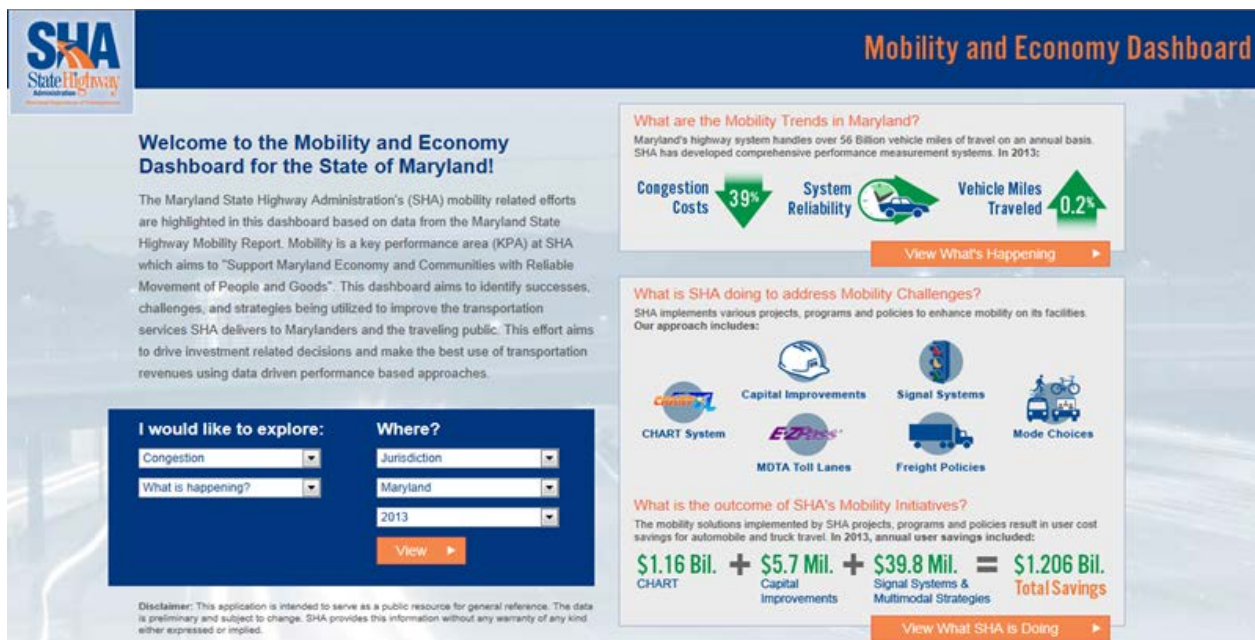 SHA
State Highway
Administration
Mobility and Economy Dashboard
Welcome to the Mobility and Economy
Dashboard for the State of Maryland!
The Maryland State Highway Administration's (SHA) mobility related efforts
are highlighted in this dashboard based on data from the Maryland State
Highway Mobility Report. Mobility is a key performance area (KPA) at SHA
which aims to "Support Maryland Economy and Communities with Reliable
Movement of People and Goods". This dashboard aims to identify successes,
challenges, and strategies being utilized to improve the transportation
services SHA delivers to Marylanders and the traveling public. This effort aims
to drive investment related decisions and make the best use of transportation
revenues using data driven performance based approaches.
I would like to explore:
Congestion
What is happening?
Where?
Jurisdiction
Maryland
2013
View
Disclaimer: This application is intended to serve as a public resource for general reference. The data
is preliminary and subject to change. SHA provides this information without any warranty of any kind
either expressed or implied.
What are the Mobility Trends in Maryland?
Maryland's highway system handles over 56 Billion vehicle miles of travel on an annual basis.
SHA has developed comprehensive performance measurement systems. In 2013:
Congestion
Costs
39%
System
Reliability
Vehicle Miles
Traveled
0.2%
View What's Happening
What is SHA doing to address Mobility Challenges?
SHA implements various projects, programs and policies to enhance mobility on its facilities.
Our approach includes:
CHART
CHART System
Capital Improvements
E-ZPass
MDTA Toll Lanes
Signal Systems
Freight Policies
Mode Choices
What is the outcome of SHA's Mobility Initiatives?
The mobility solutions implemented by SHA projects, programs and policies result in user cost
savings for automobile and truck travel. In 2013, annual user savings included:
$1.16 Bil. + $5.7 Mil. + $39.8 Mil. = $1.206 Bil.
CHART
Capital
Improvements
Signal Systems &
Multimodal Strategies
Total Savings
View What SHA is Doing